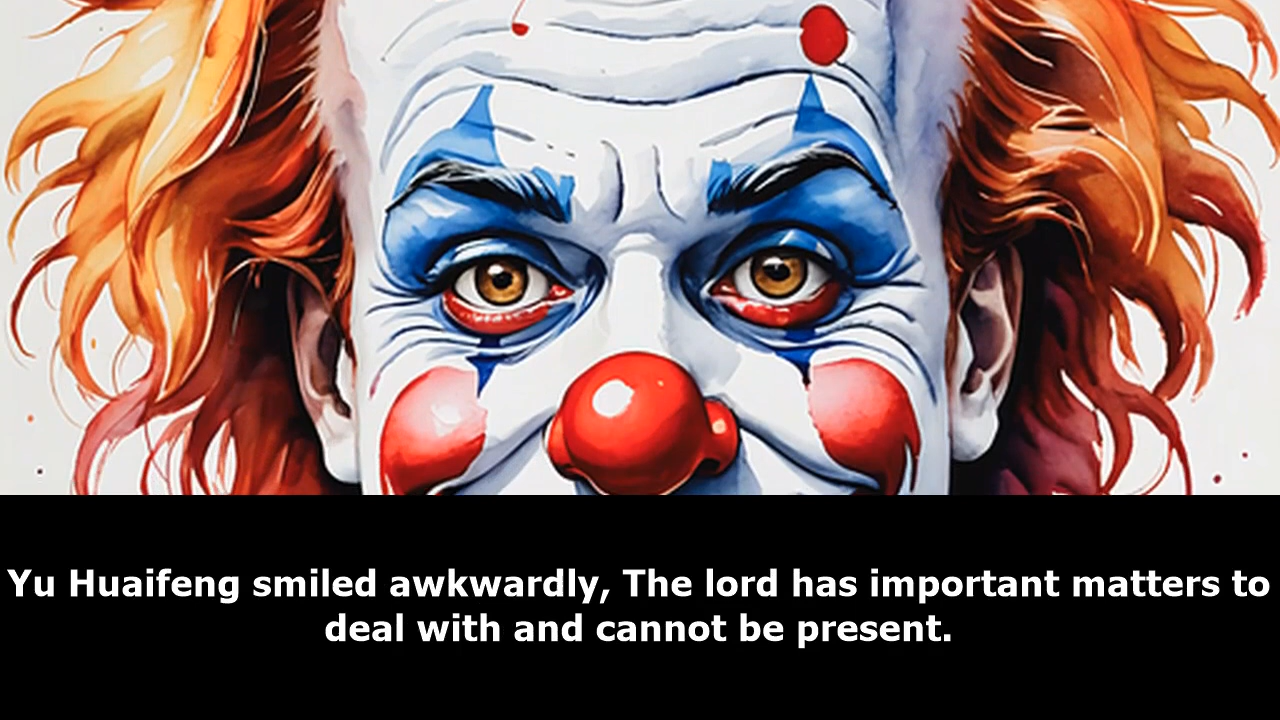 Yu Huaifeng smiled awkwardly, The lord has important matters to
deal with and cannot be present.